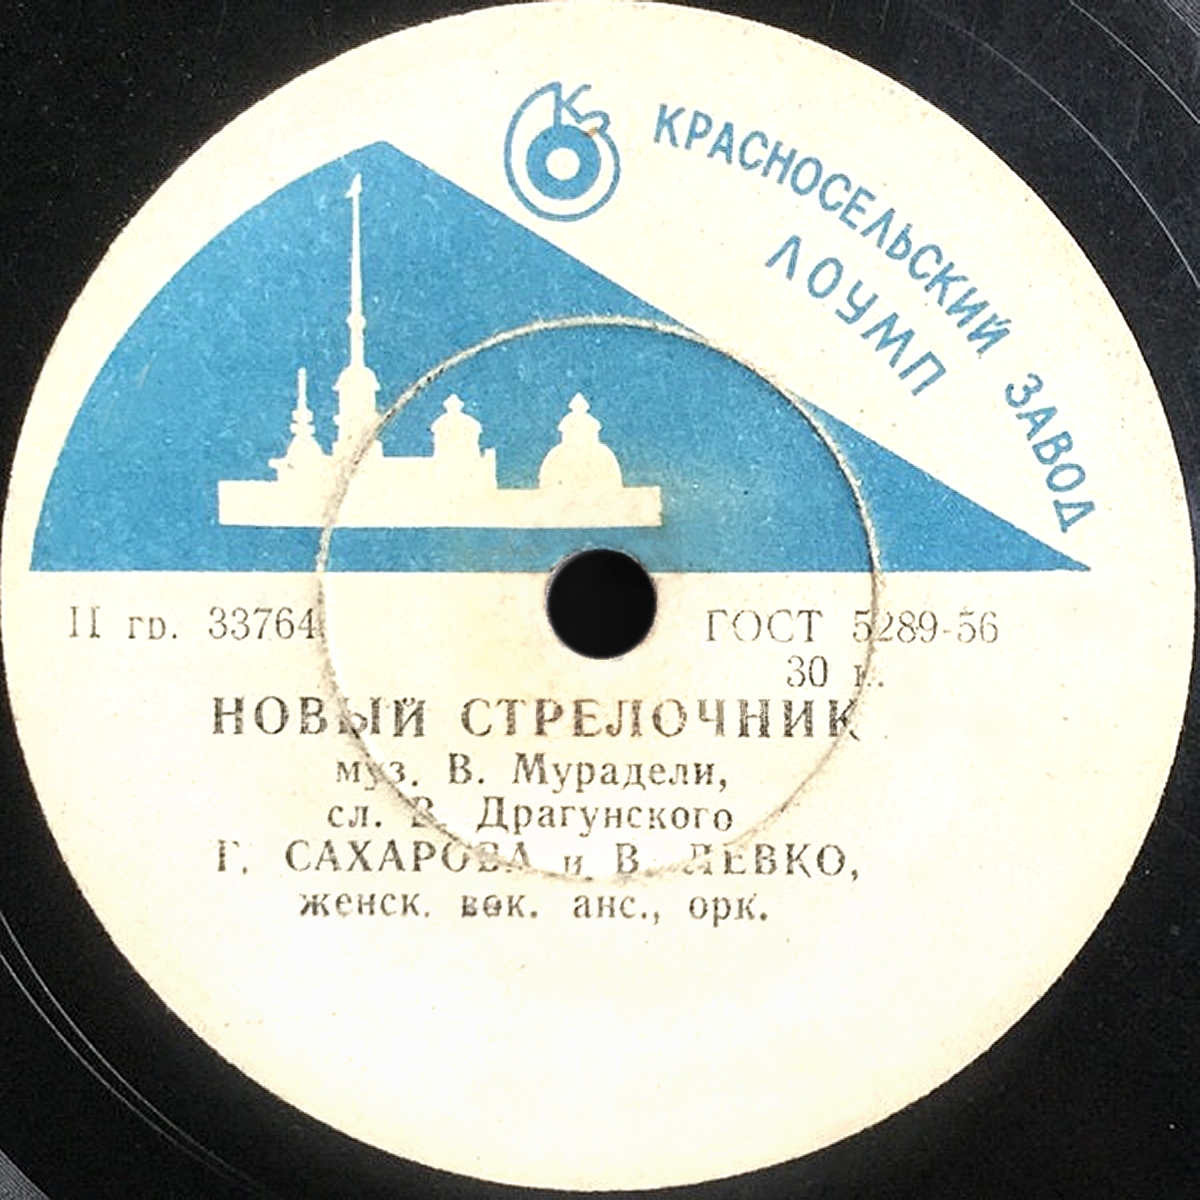 КРАСНОСЕЛЬСКИЙ ЗАВОД
ЛОУМП
II гр. 33764
ГОСТ 5289-56
30 к.
НОВЫЙ СТРЕЛОЧНИК
муз. В. Мурадели,
сл. В. Драгунского
Г. САХАРОВА и В. ЛЕВКО,
женск. вок. анс., орк.